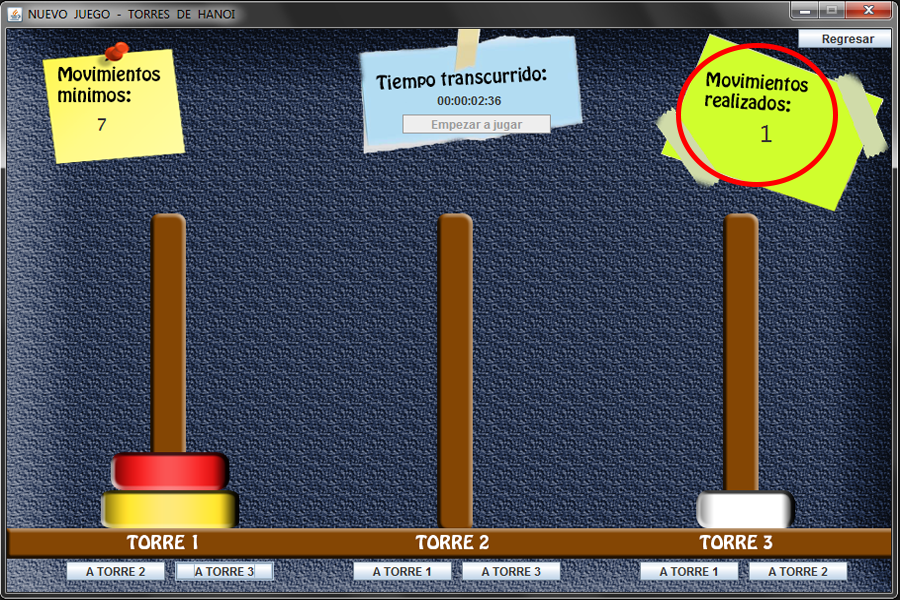 NUEVO JUEGO - TORRES DE HANOI
Regresar
Movimientos
mínimos:
7
Tiempo transcurrido:
00:00:02:36
Empezar a jugar
Movimientos
realizados:
1
TORRE 1
TORRE 2
TORRE 3
A TORRE 2
A TORRE 3
A TORRE 1
A TORRE 3
A TORRE 1
A TORRE 2